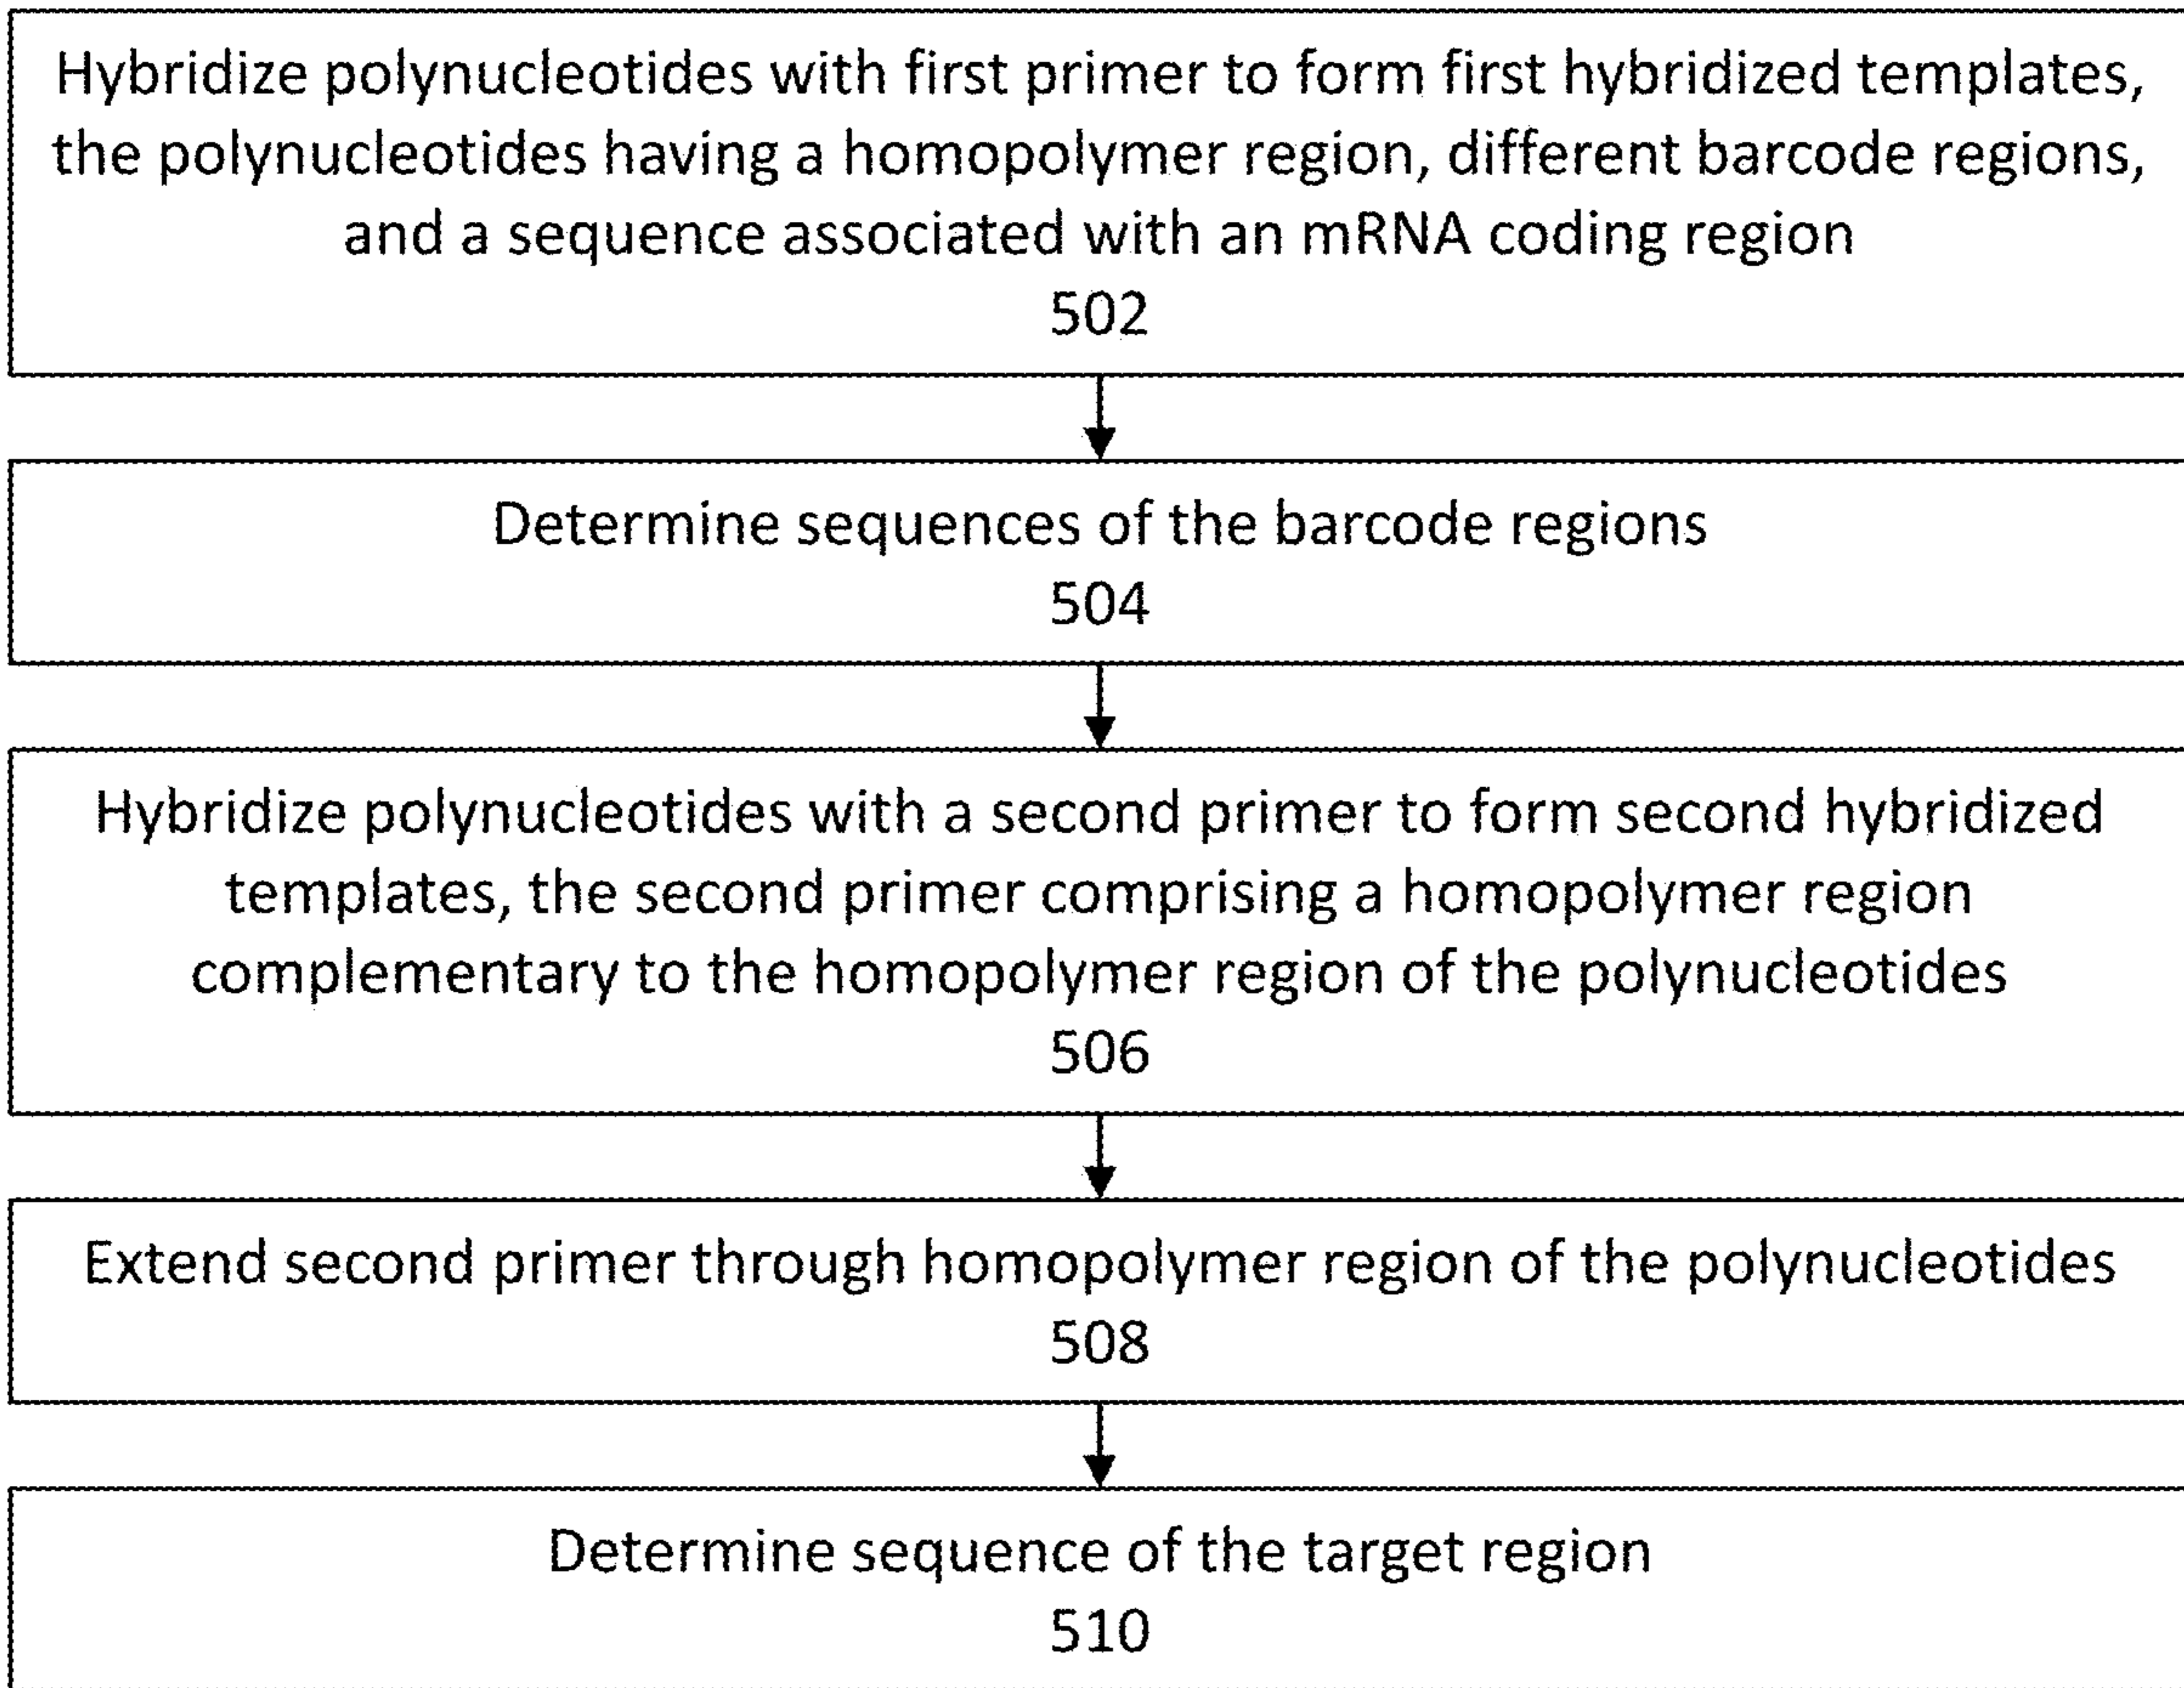 Hybridize polynucleotides with first primer to form first hybridized templates,
the polynucleotides having a homopolymer region, different barcode regions,
and a sequence associated with an mRNA coding region
502
Determine sequences of the barcode regions
504
Hybridize polynucleotides with a second primer to form second hybridized
templates, the second primer comprising a homopolymer region
complementary to the homopolymer region of the polynucleotides
506
Extend second primer through homopolymer region of the polynucleotides
508
Determine sequence of the target region
510